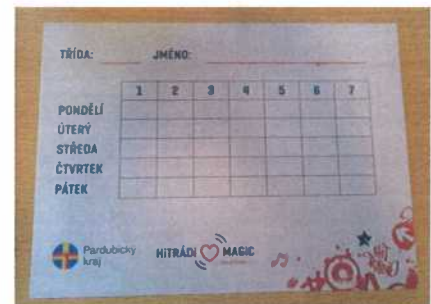 TŘÍDA: JMÉNO:
1 2 3 4 5 6 7
PONDĚLÍ
ÚTERÝ
STŘEDA
ČTVRTEK
PÁTEK
Pardubický
kraj
HITRÁDIO MAGIC